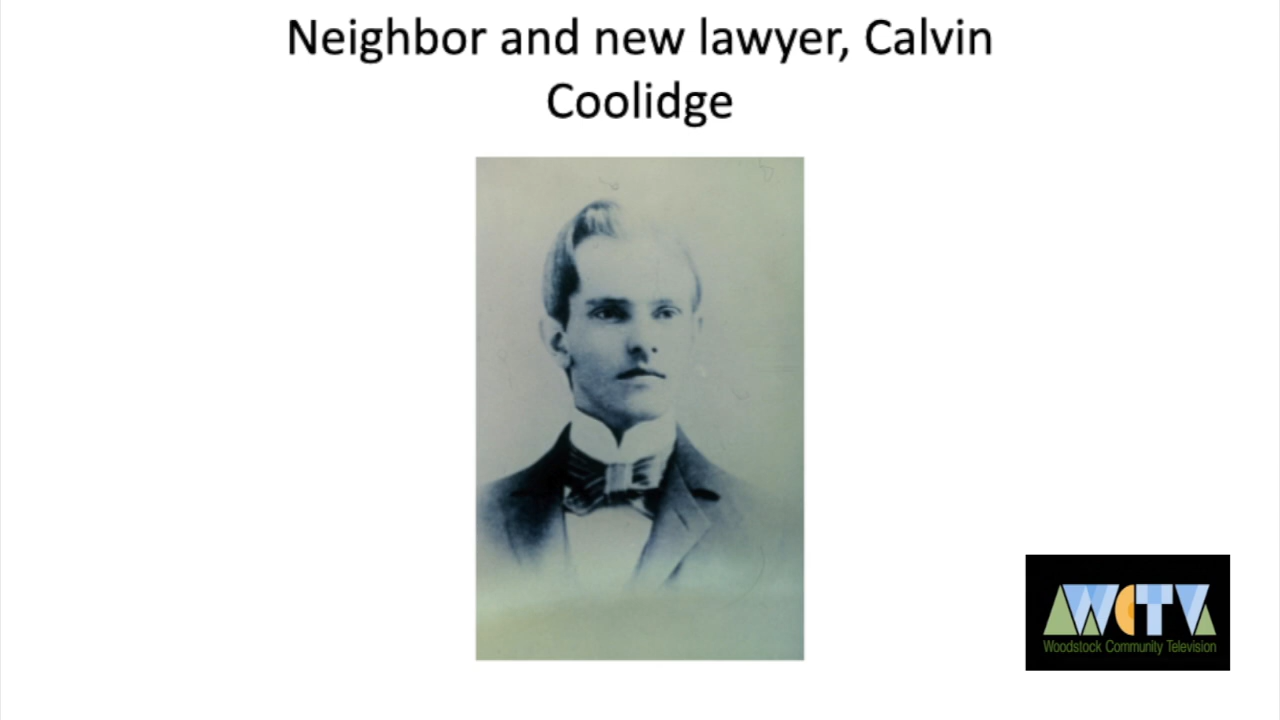 Neighbor and new lawyer, Calvin
Coolidge
WCTV
Woodstock Community Television